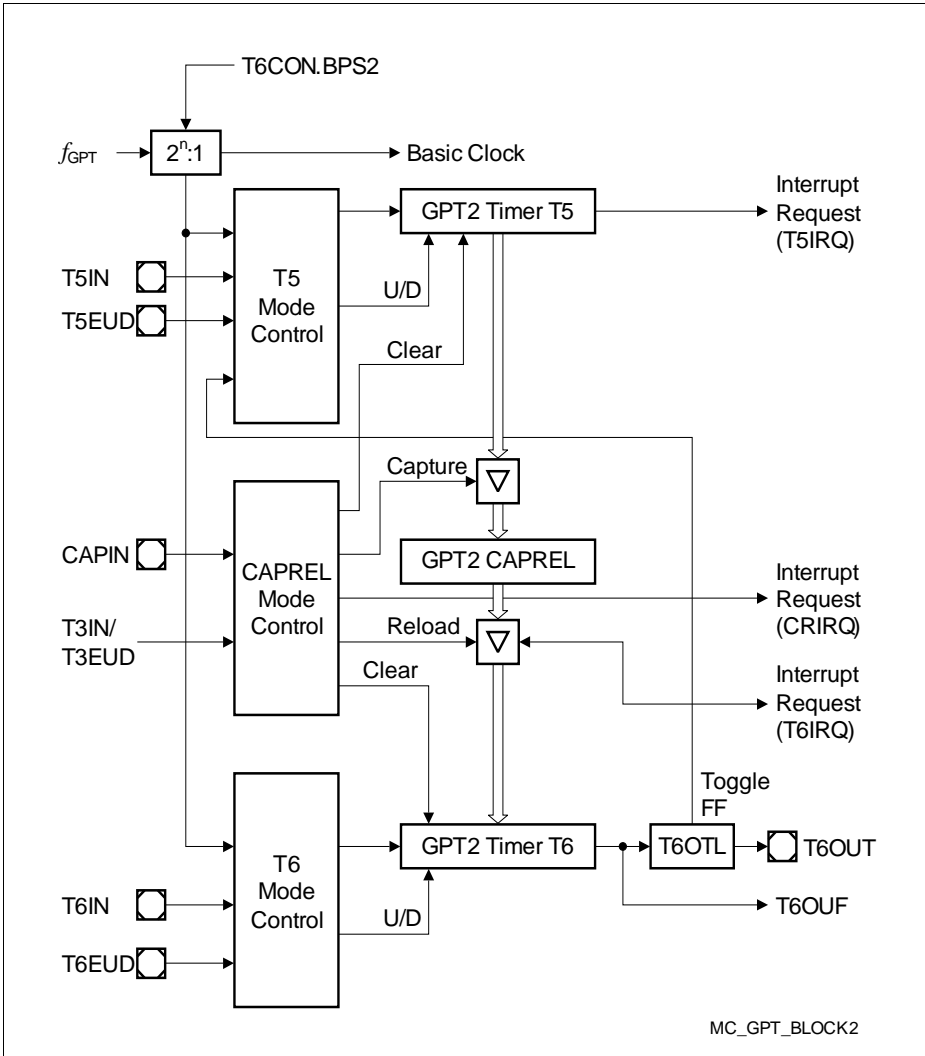 T6CON.BPS2
fGPT
2ⁿ:1
Basic Clock
Interrupt
Request
(T5IRQ)
GPT2 Timer T5
T5IN
T5EUD
T5
Mode
Control
U/D
Clear
Capture
CAPIN
T3IN/
T3EUD
CAPREL
Mode
Control
GPT2 CAPREL
Interrupt
Request
(CRIRQ)
Reload
Clear
Interrupt
Request
(T6IRQ)
Toggle
FF
GPT2 Timer T6
T6OTL
T6OUT
T6
Mode
Control
T6IN
T6EUD
U/D
T6OUF
MC_GPT_BLOCK2